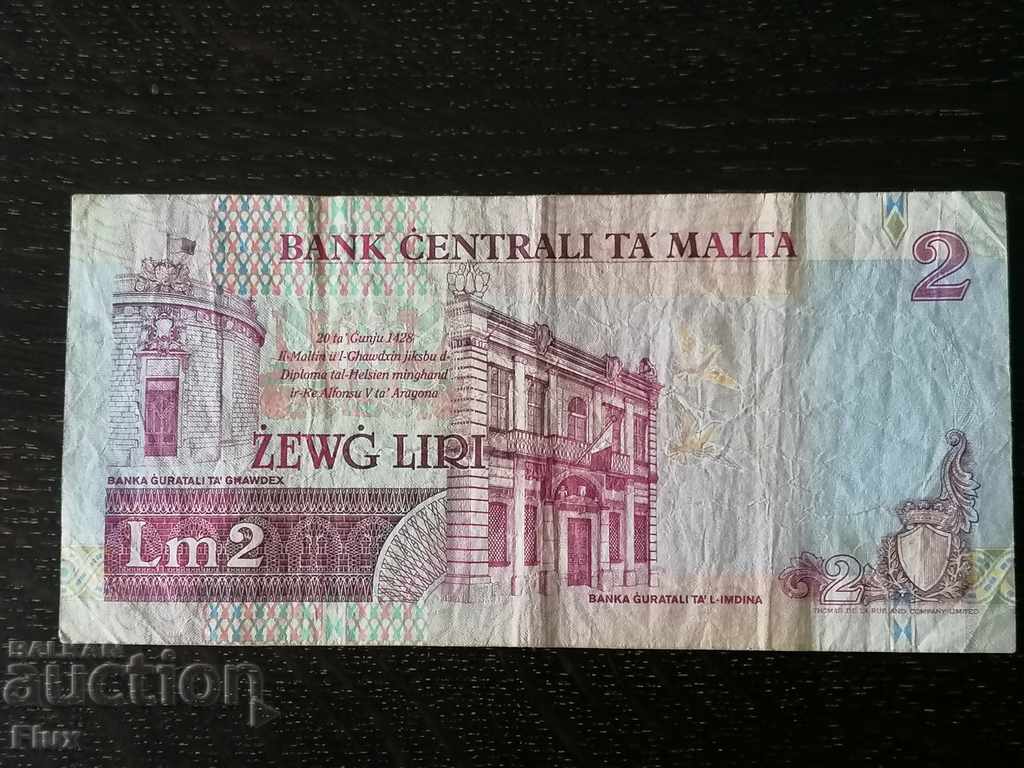 BANK ĊENTRALI TA' MALTA
2
20 ta' Ġunju 1428
Il-Maltin u l-Għawdxin jiksbu d-
Diploma tal-Ħelsien mingħand
ir-Re Alfonsu V ta' Aragona
ŻEWĠ LIRI
BANKA ĠURATALI TA' GĦAWDEX
Lm2
BANKA ĠURATALI TA' L-IMDINA
2
THOMAS DE LA RUE AND COMPANY LIMITED
BALKAN
auction
Flux